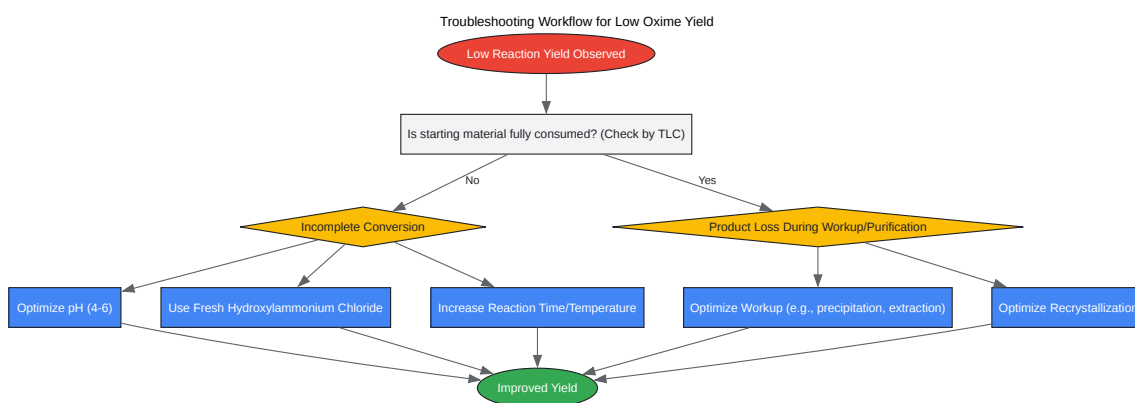 Troubleshooting Workflow for Low Oxime Yield
Low Reaction Yield Observed
Is starting material fully consumed? (Check by TLC)
No
Yes
Incomplete Conversion
Product Loss During Workup/Purification
Optimize pH (4-6)
Use Fresh Hydroxylammonium Chloride
Increase Reaction Time/Temperature
Optimize Workup (e.g., precipitation, extraction)
Optimize Recrystallization
Improved Yield